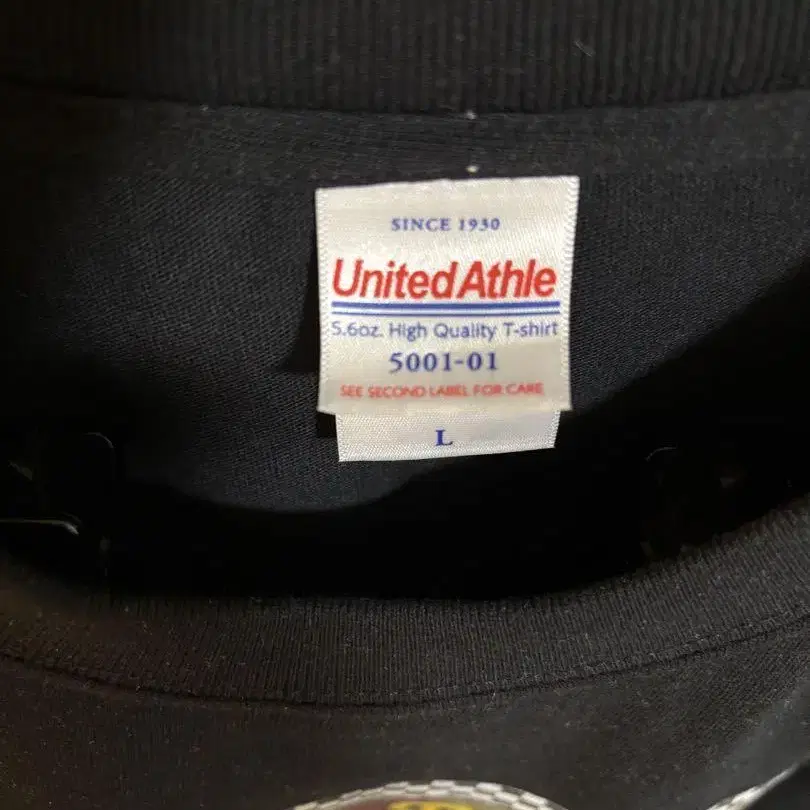 SINCE 1930
United Athle
5.6oz. High Quality T-shirt
5001-01
SEE SECOND LABEL FOR CARE
L